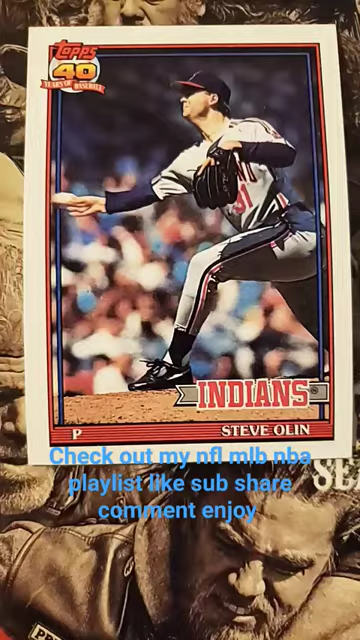 Topps
40
YEARS OF BASEBALL
31
INDIANS
P STEVE OLIN
Check out my nfl mlb nba
playlist like sub share
comment enjoy